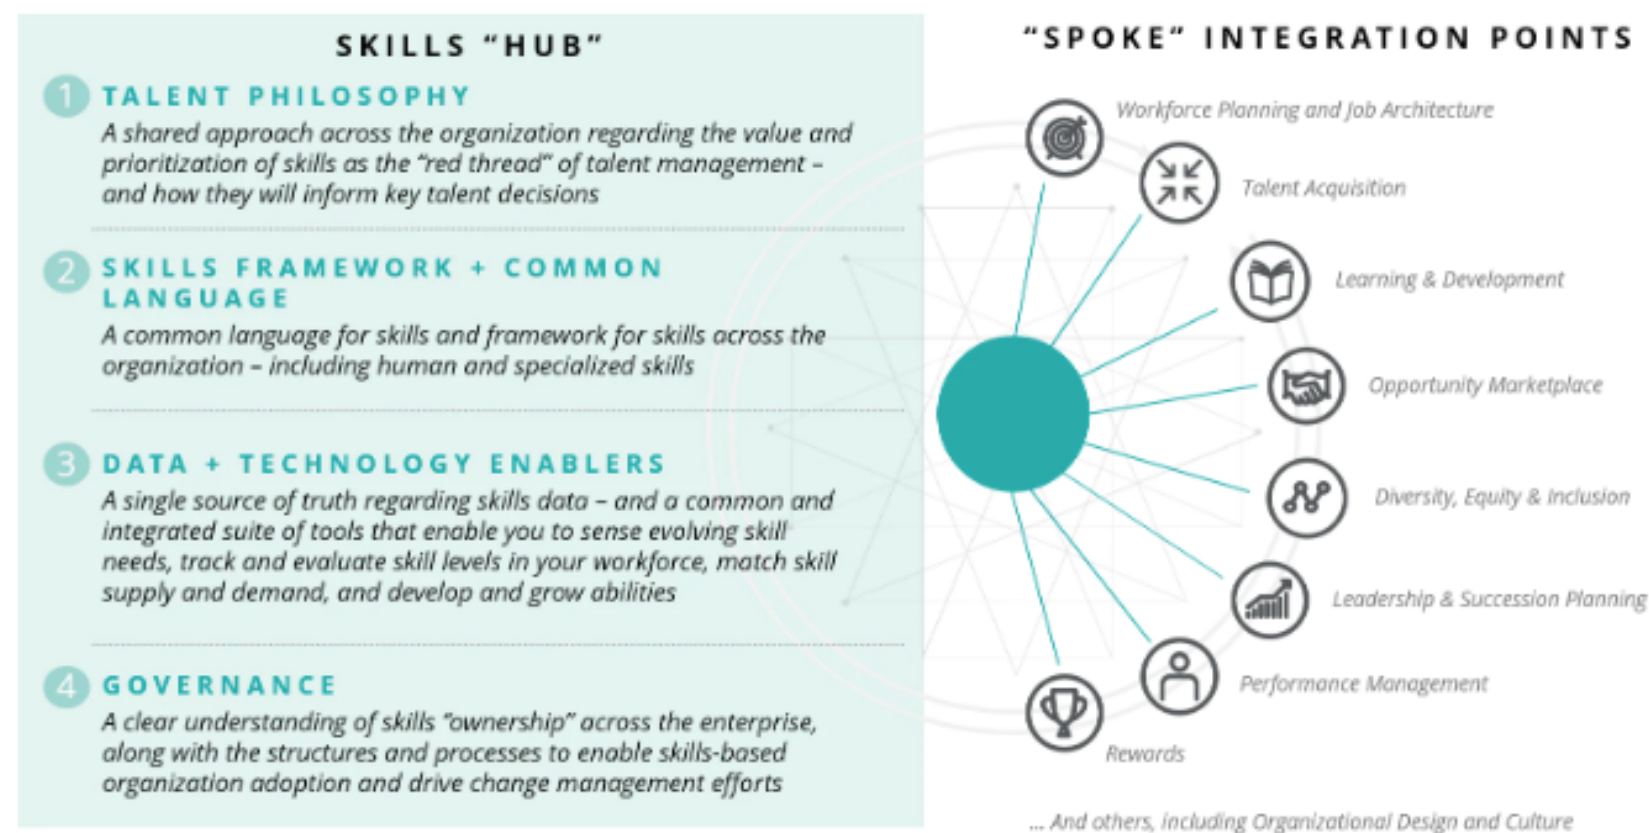 SKILLS “HUB”
1 TALENT PHILOSOPHY
A shared approach across the organization regarding the value and
prioritization of skills as the “red thread” of talent management –
and how they will inform key talent decisions
2 SKILLS FRAMEWORK + COMMON
LANGUAGE
A common language for skills and framework for skills across the
organization – including human and specialized skills
3 DATA + TECHNOLOGY ENABLERS
A single source of truth regarding skills data – and a common and
integrated suite of tools that enable you to sense evolving skill
needs, track and evaluate skill levels in your workforce, match skill
supply and demand, and develop and grow abilities
4 GOVERNANCE
A clear understanding of skills “ownership” across the enterprise,
along with the structures and processes to enable skills-based
organization adoption and drive change management efforts
“SPOKE” INTEGRATION POINTS
Workforce Planning and Job Architecture
Talent Acquisition
Learning & Development
Opportunity Marketplace
Diversity, Equity & Inclusion
Leadership & Succession Planning
Performance Management
Rewards
... And others, including Organizational Design and Culture